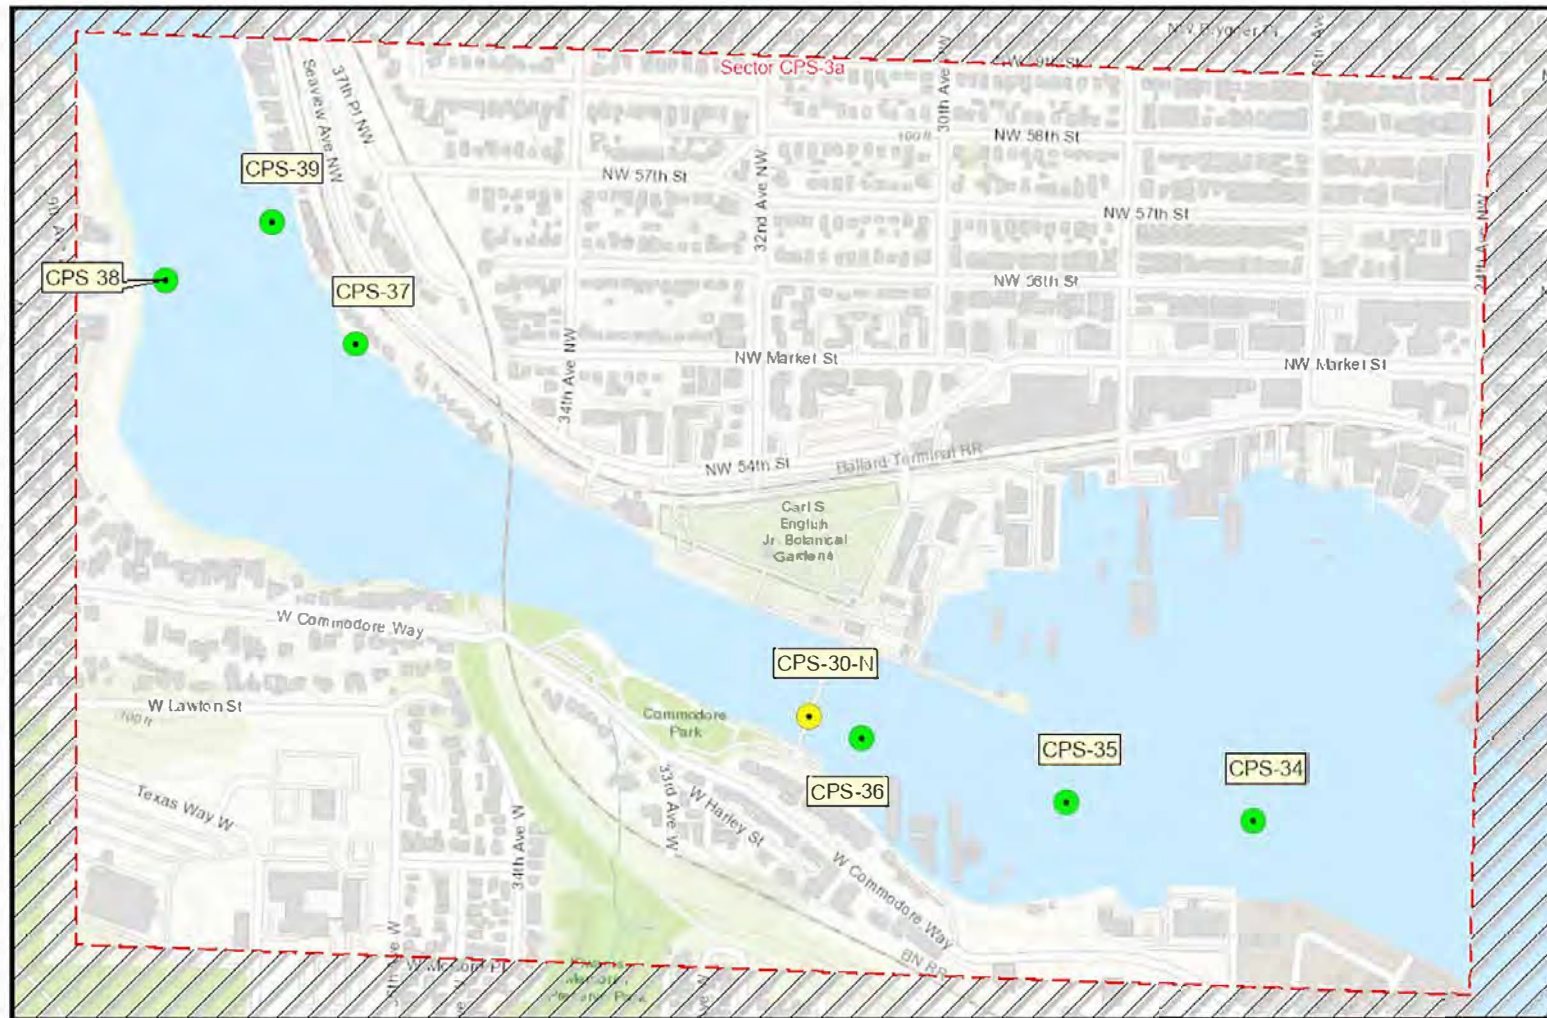 Sector CPS-3a
NW 58th St
100 ft
30th Ave NW
Seaview Ave NW
37th Pl NW
CPS-39
NW 57th St
32nd Ave NW
NW 57th St
24th Ave NW
CPS 38
CPS-37
NW 56th St
NW Market St
NW Market St
34th Ave NW
NW 54th St
Ballard Terminal RR
Carl S.
English
Jr. Botanical
Gardens
W Commodore Way
CPS-30-N
W Lawton St
100 ft
Commodore
Park
CPS-35
CPS-34
CPS-36
33rd Ave W
W Harley St
Texas Way W
34th Ave W
W Commodore Way
BN RR